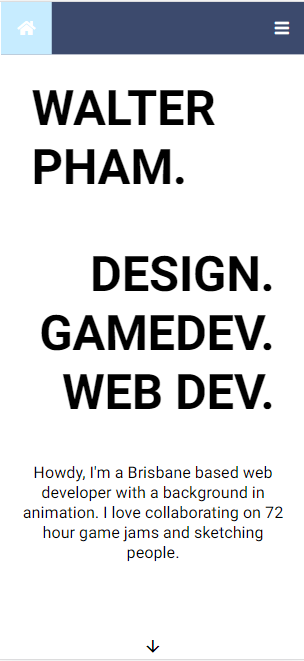 WALTER
PHAM.
DESIGN.
GAMEDEV.
WEB DEV.
Howdy, I'm a Brisbane based web
developer with a background in
animation. I love collaborating on 72
hour game jams and sketching
people.